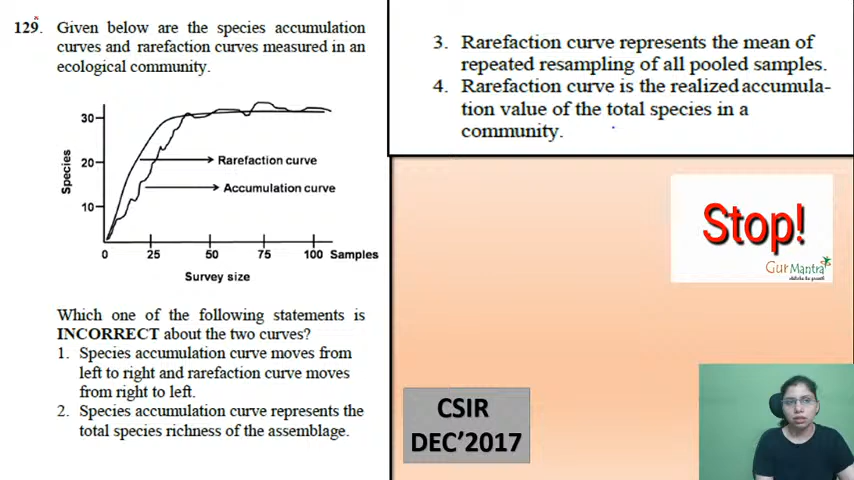 129. Given below are the species accumulation
curves and rarefaction curves measured in an
ecological community.
30
20
10
Species
Rarefaction curve
Accumulation curve
0 25 50 75 100 Samples
Survey size
Which one of the following statements is
INCORRECT about the two curves?
1. Species accumulation curve moves from
left to right and rarefaction curve moves
from right to left.
2. Species accumulation curve represents the
total species richness of the assemblage.
3. Rarefaction curve represents the mean of
repeated resampling of all pooled samples.
4. Rarefaction curve is the realized accumula-
tion value of the total species in a
community.
Stop!
GurMantra
CSIR
DEC'2017